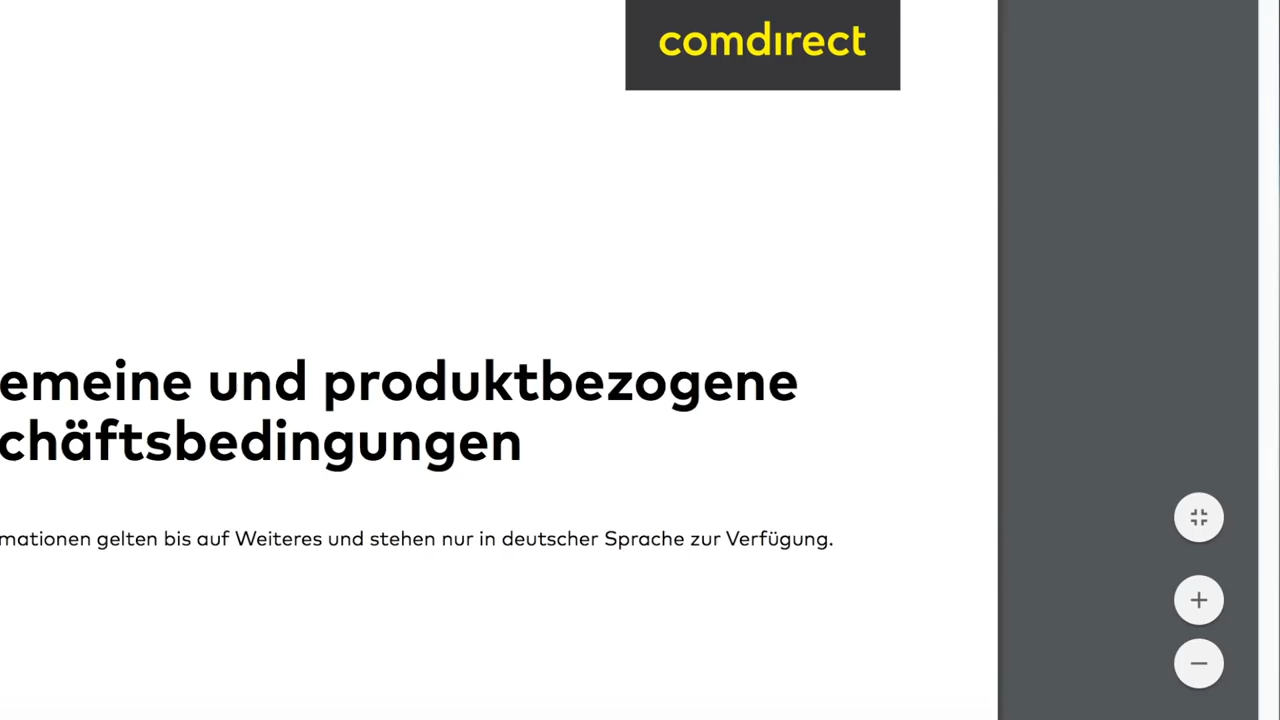 comdirect
emeine und produktbezogene
chäftsbedingungen
mationen gelten bis auf Weiteres und stehen nur in deutscher Sprache zur Verfügung.